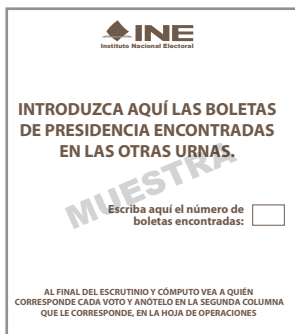 INE
Instituto Nacional Electoral
INTRODUZCA AQUÍ LAS BOLETAS
DE PRESIDENCIA ENCONTRADAS
EN LAS OTRAS URNAS.
MUESTRA
Escriba aquí el número de
boletas encontradas:
AL FINAL DEL ESCRUTINIO Y CÓMPUTO VEA A QUIÉN
CORRESPONDE CADA VOTO Y ANÓTELO EN LA SEGUNDA COLUMNA
QUE LE CORRESPONDE, EN LA HOJA DE OPERACIONES